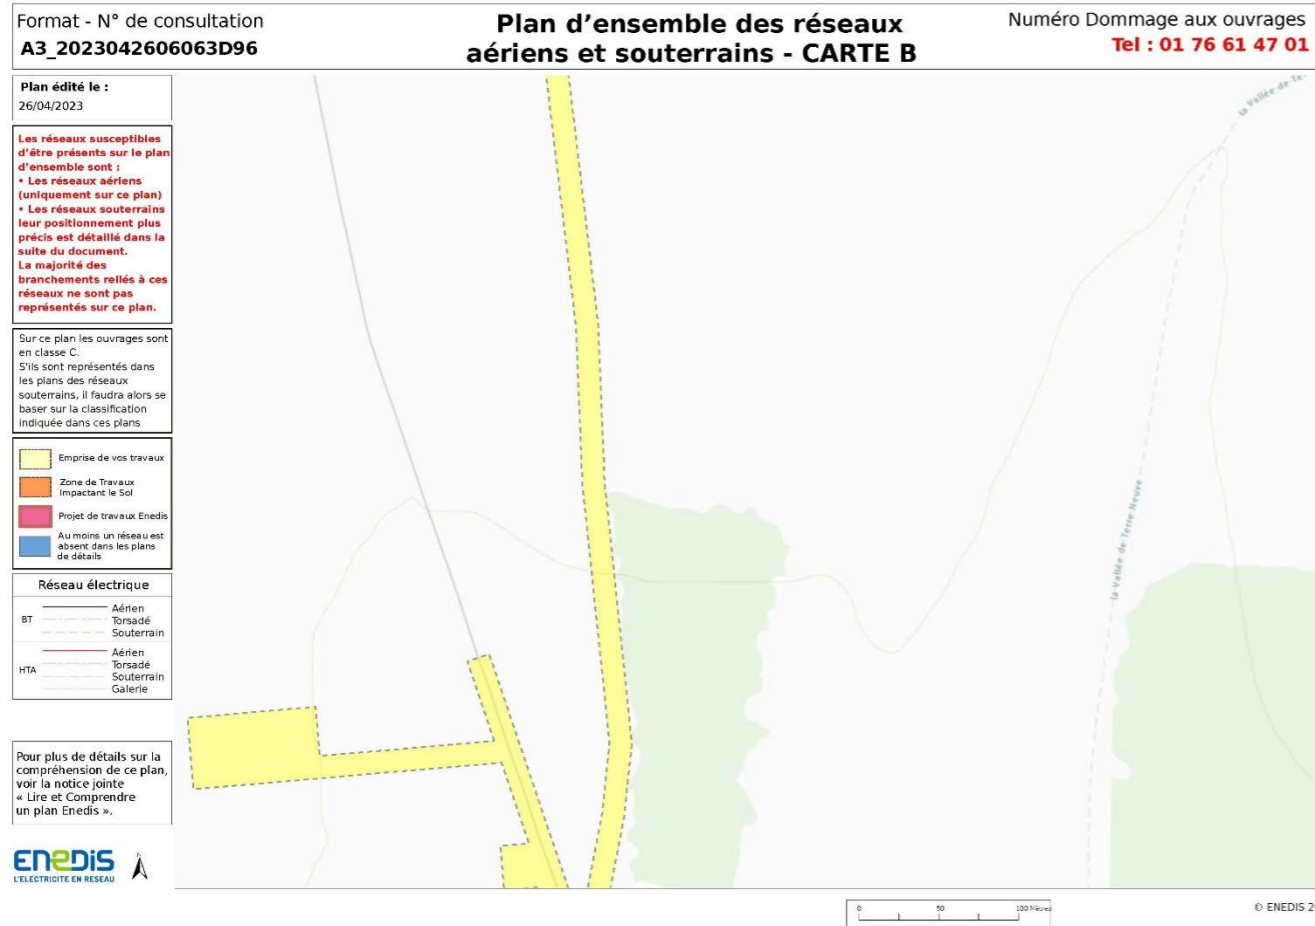 Format - N° de consultation
A3_2023042606063D96
Plan d’ensemble des réseaux
aériens et souterrains - CARTE B
Numéro Dommage aux ouvrages
Tel : 01 76 61 47 01
Plan édité le :
26/04/2023
Les réseaux susceptibles
d’être présents sur le plan
d’ensemble sont :
• Les réseaux aériens
(uniquement sur ce plan)
• Les réseaux souterrains
leur positionnement plus
précis est détaillé dans la
suite du document.
La majorité des
branchements reliés à ces
réseaux ne sont pas
représentés sur ce plan.
Sur ce plan les ouvrages sont
en classe C.
S'ils sont représentés dans
les plans des réseaux
souterrains, il faudra alors se
baser sur la classification
indiquée dans ces plans
Emprise de vos travaux
Zone de Travaux
Impactant le Sol
Projet de travaux Enedis
Au moins un réseau est
absent dans les plans
de détails
Réseau électrique
BT
Aérien
Torsadé
Souterrain
HTA
Aérien
Torsadé
Souterrain
Galerie
Pour plus de détails sur la
compréhension de ce plan,
voir la notice jointe
« Lire et Comprendre
un plan Enedis ».
ENEDIS
L'ELECTRICITE EN RESEAU
la Vallée de Te
la Vallée de Terre Neuve
0 50 100 Mètres
© ENEDIS 2